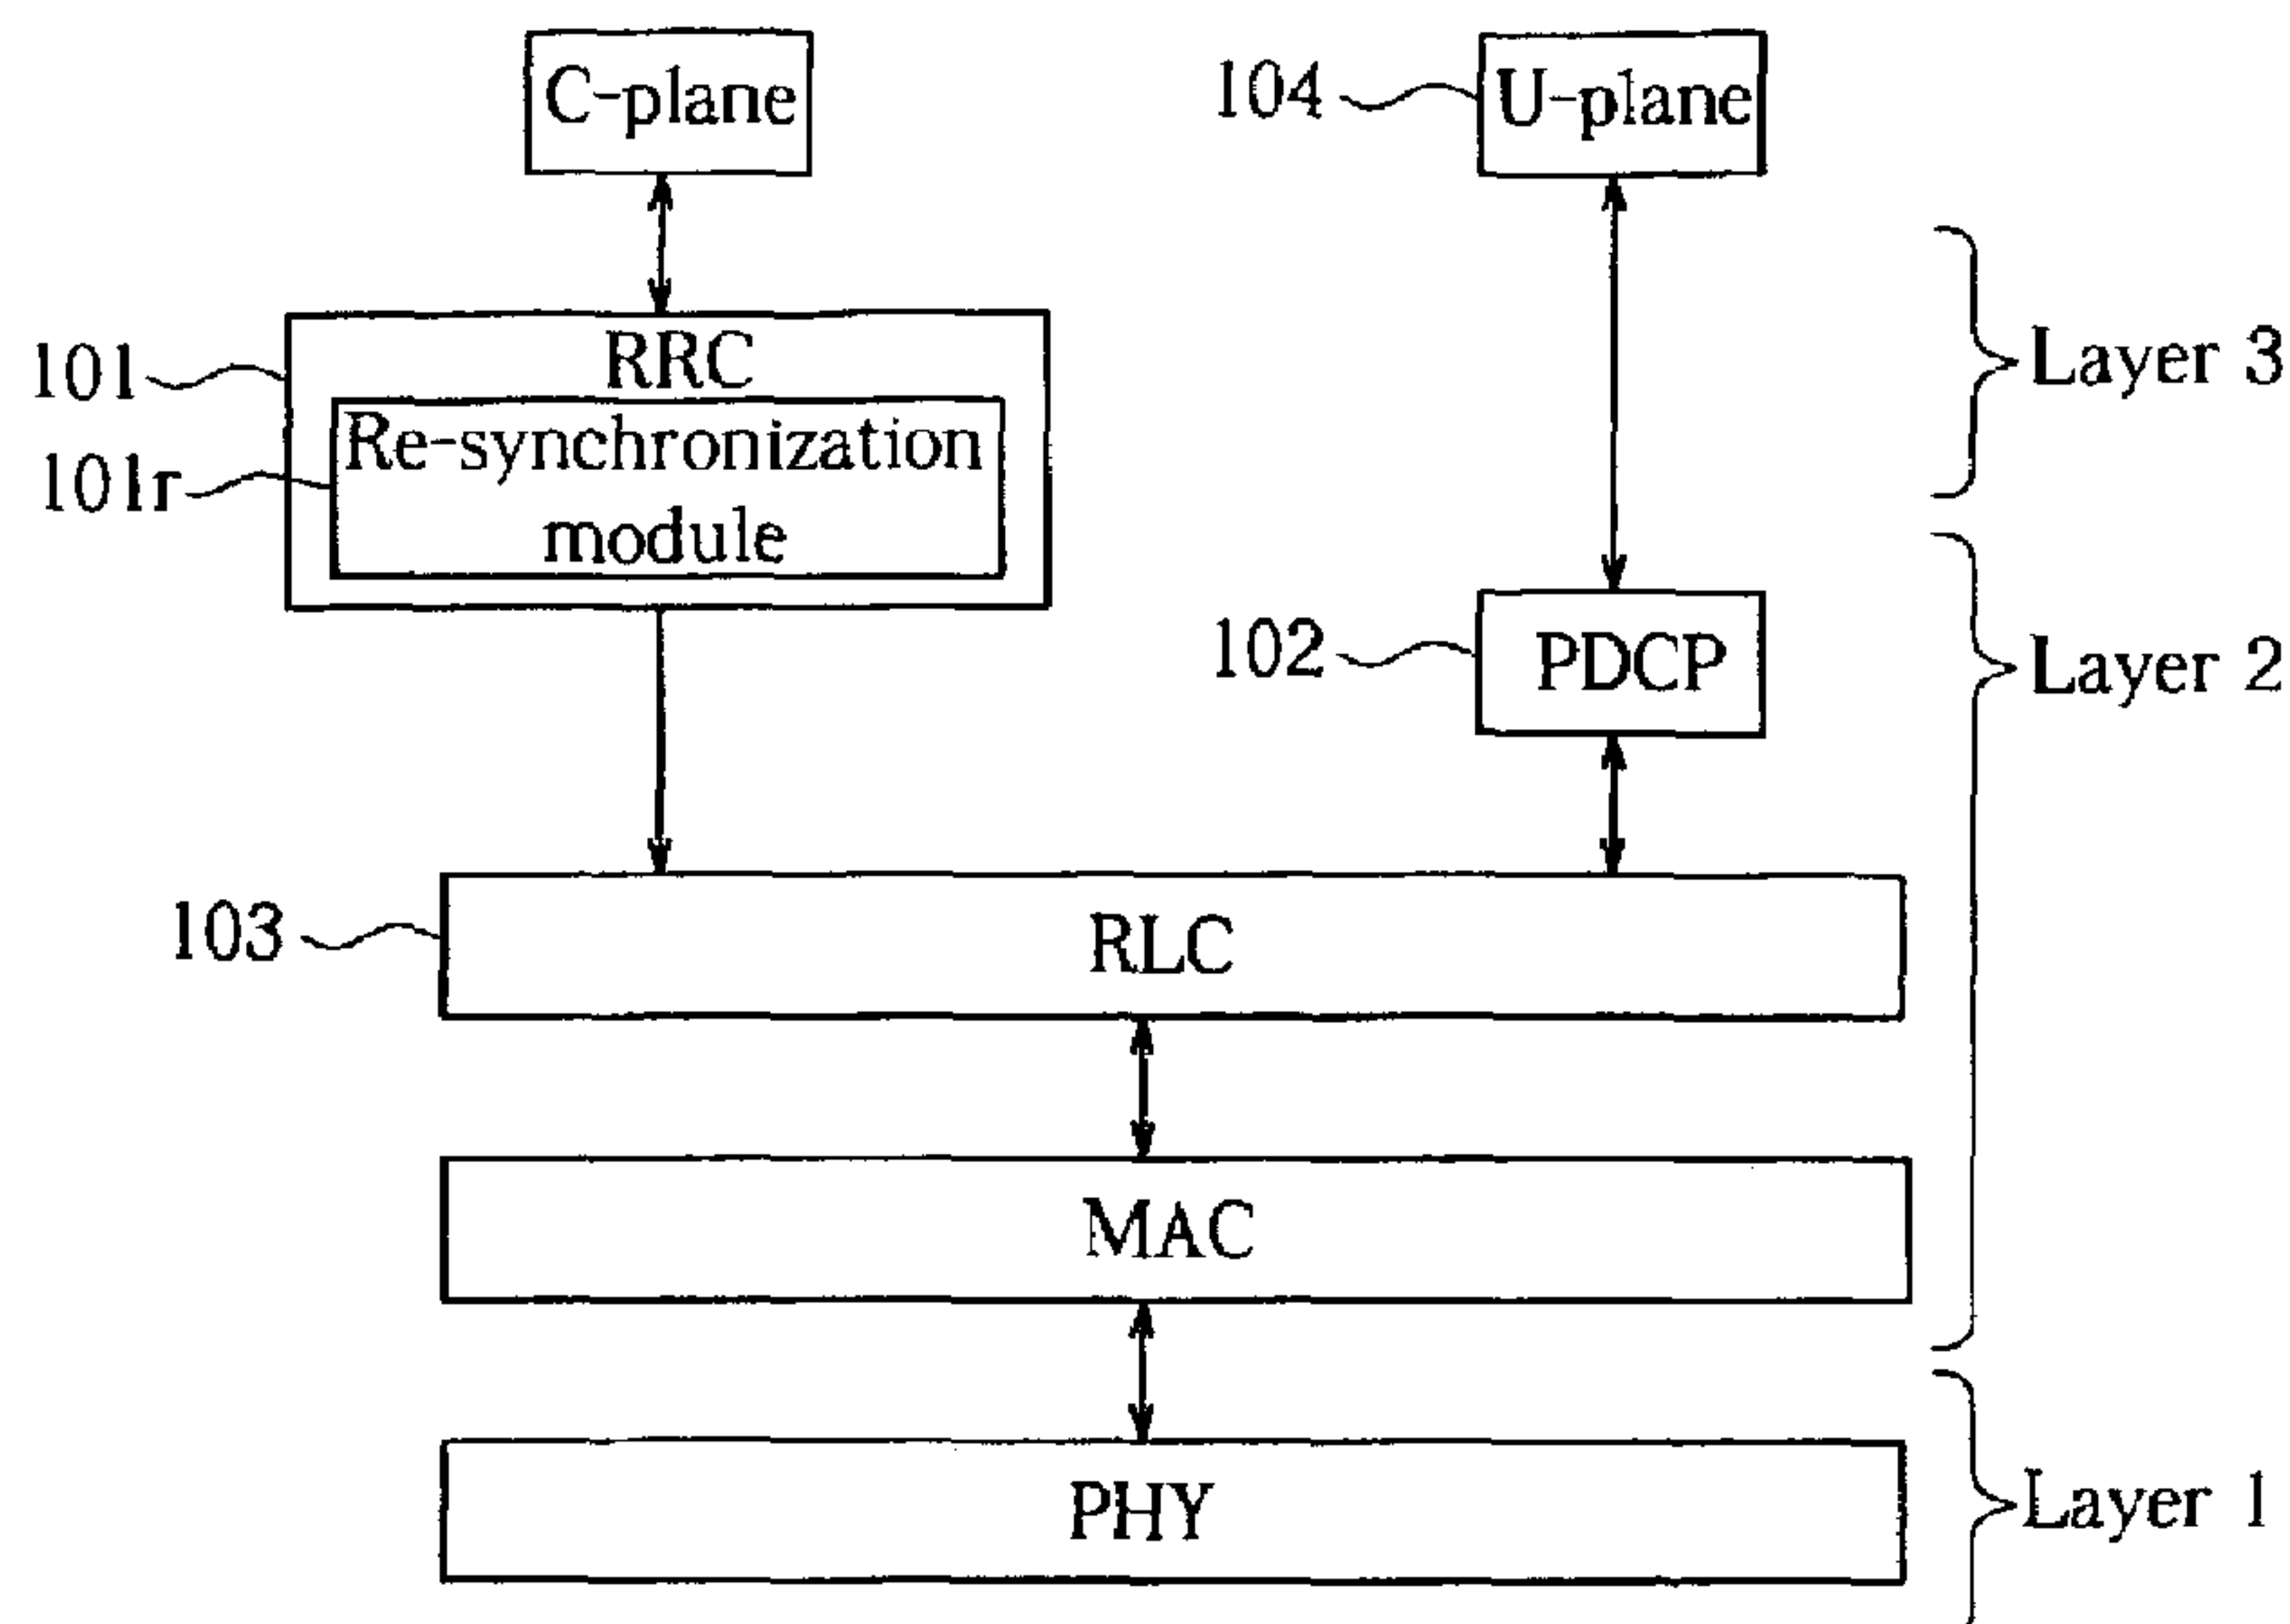 C-plane
104 U-plane
101 RRC
Layer 3
101r Re-synchronization
module
102 PDCP
Layer 2
103 RLC
MAC
PHY
Layer 1